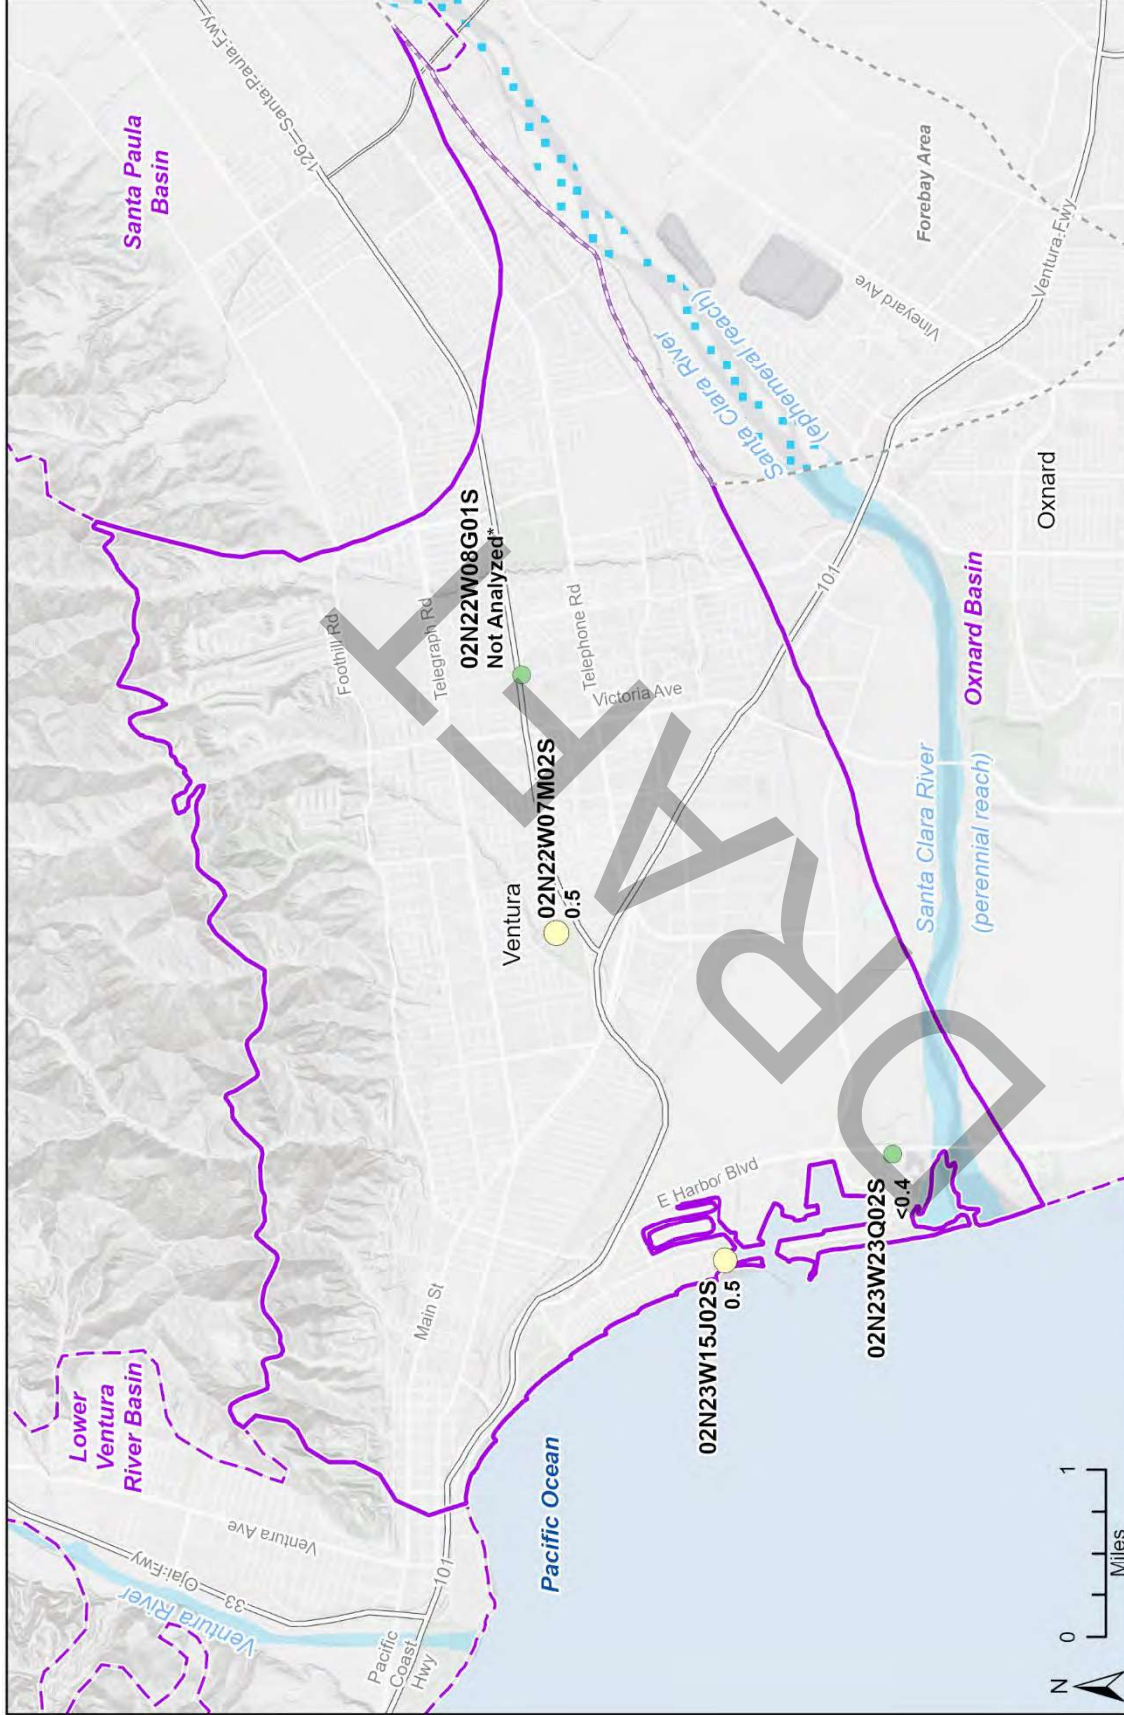 Lower
Ventura
River Basin
Santa Paula
Basin
126
Santa Paula Fwy
Ventura River
33
Ojai Fwy
Ventura Ave
Pacific
Coast
Hwy
101
Main St
Foothill Rd
Telegraph Rd
02N22W08G01S
Not Analyzed*
Telephone Rd
Victoria Ave
Ventura
02N22W07M02S
0.5
Pacific Ocean
E Harbor Blvd
02N23W15J02S
0.5
02N23W23Q02S
<0.4
Santa Clara River
(ephemeral reach)
Vineyard Ave
Forebay Area
Ventura Fwy
101
Santa Clara River
(perennial reach)
Oxnard Basin
Oxnard
DRAFT
N
0
1
Miles